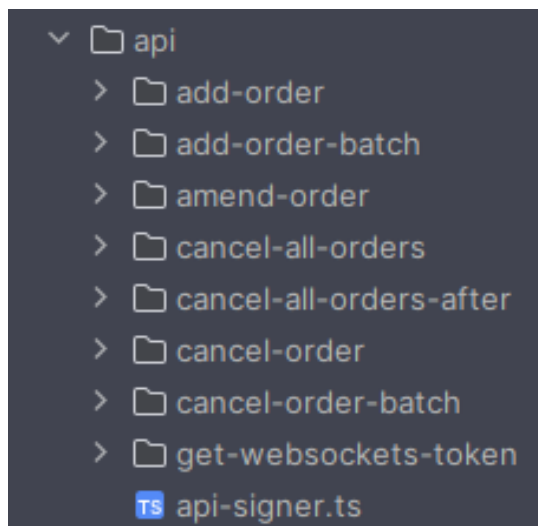 api
add-order
add-order-batch
amend-order
cancel-all-orders
cancel-all-orders-after
cancel-order
cancel-order-batch
get-websockets-token
TS api-signer.ts